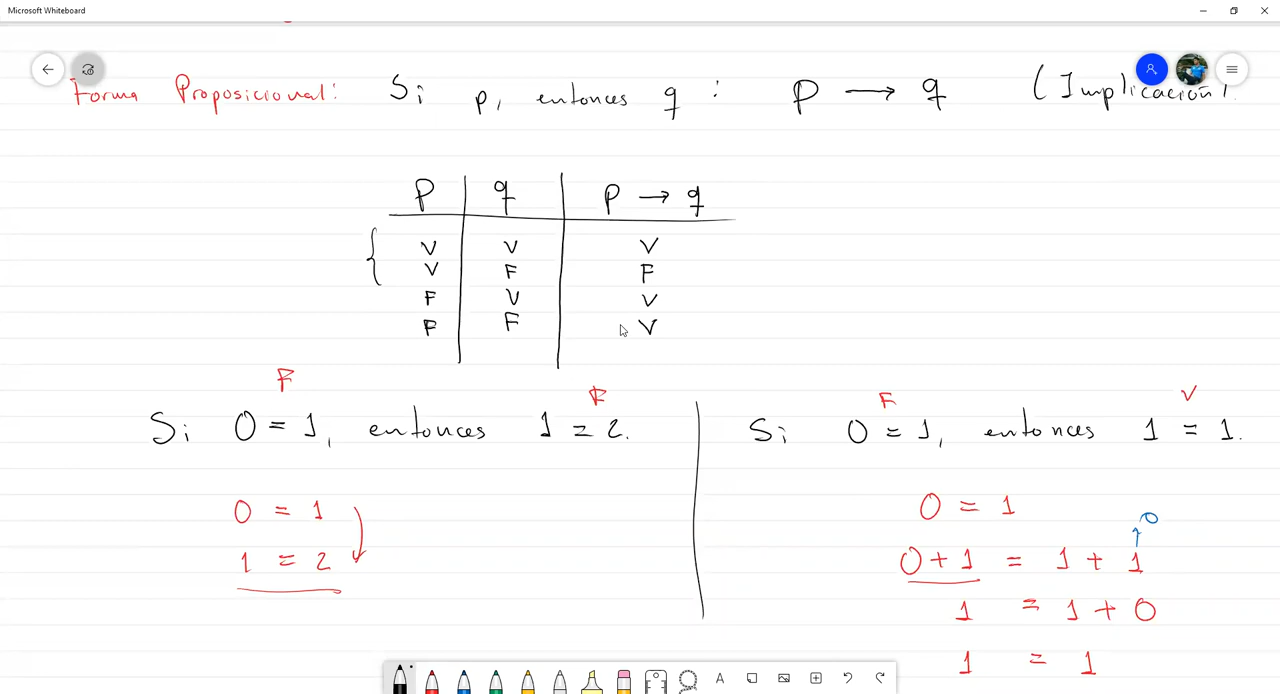 Microsoft Whiteboard
Forma Proposicional: Si p, entonces q : p → q (Implicación).
p q p → q
V V V
V F F
F V V
F F V
F F
Si 0 = 1, entonces 1 = 2.
0 = 1
1 = 2
F V
Si 0 = 1, entonces 1 = 1.
0 = 1
0
0 + 1 = 1 + 1
1 = 1 + 0
1 = 1
A